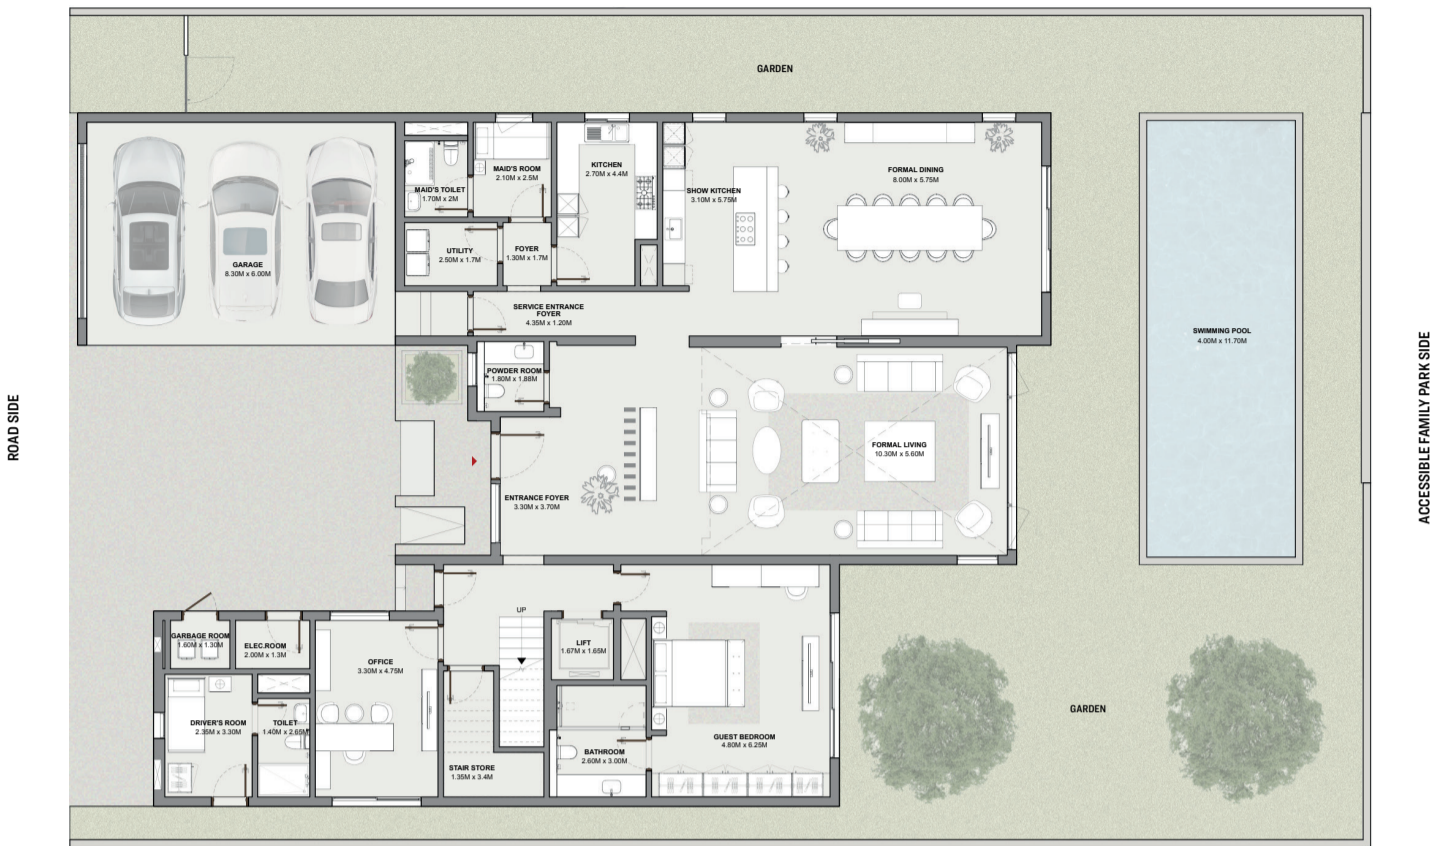 GARDEN
MAID'S ROOM
2.10M x 2.5M
KITCHEN
2.70M x 4.4M
FORMAL DINING
8.00M x 5.75M
MAID'S TOILET
1.70M x 2M
SHOW KITCHEN
3.10M x 5.75M
UTILITY
2.50M x 1.7M
FOYER
1.30M x 1.7M
GARAGE
8.30M x 6.00M
SERVICE ENTRANCE
FOYER
4.35M x 1.20M
SWIMMING POOL
4.00M x 11.70M
POWDER ROOM
1.80M x 1.88M
ROAD SIDE
ACCESSIBLE FAMILY PARK SIDE
FORMAL LIVING
10.30M x 5.60M
ENTRANCE FOYER
3.30M x 3.70M
UP
GARBAGE ROOM
1.60M x 1.30M
ELEC.ROOM
2.00M x 1.3M
LIFT
1.67M x 1.65M
OFFICE
3.30M x 4.75M
GARDEN
DRIVER'S ROOM
2.35M x 3.30M
TOILET
1.40M x 2.65M
GUEST BEDROOM
4.80M x 6.25M
BATHROOM
2.60M x 3.00M
STAIR STORE
1.35M x 3.4M